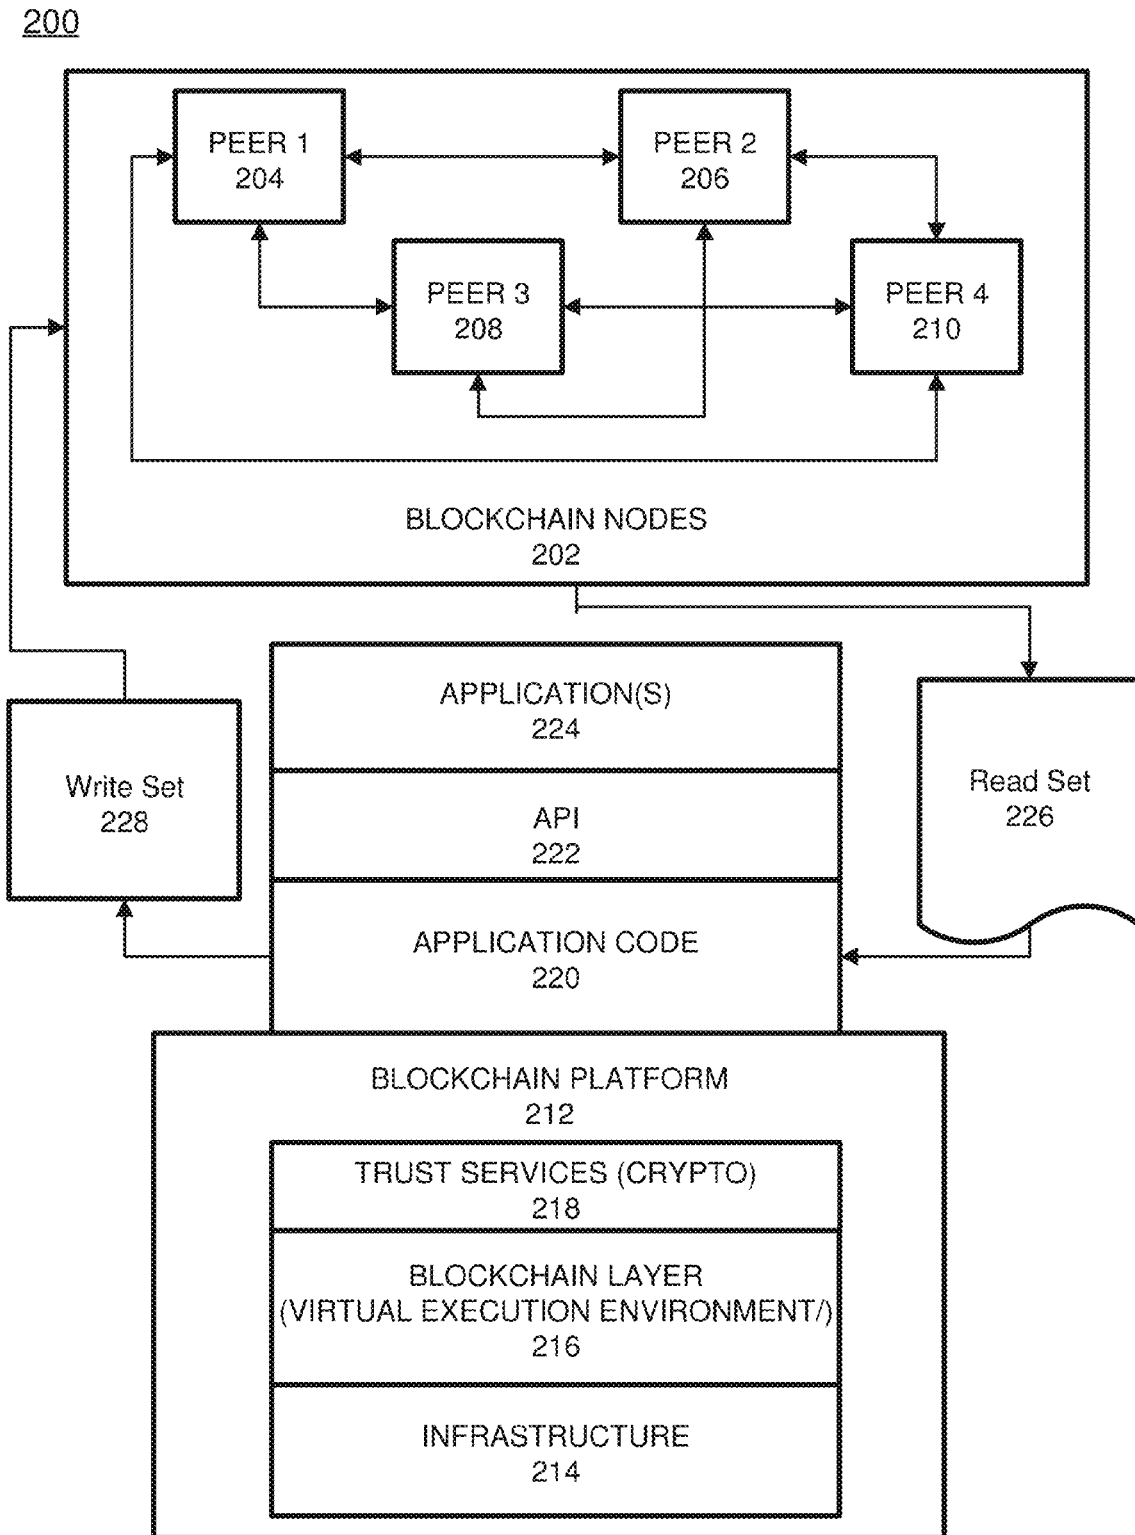 200
PEER 1
204
PEER 2
206
PEER 3
208
PEER 4
210
BLOCKCHAIN NODES
202
APPLICATION(S)
224
Write Set
228
Read Set
226
API
222
APPLICATION CODE
220
BLOCKCHAIN PLATFORM
212
TRUST SERVICES (CRYPTO)
218
BLOCKCHAIN LAYER
(VIRTUAL EXECUTION ENVIRONMENT/)
216
INFRASTRUCTURE
214